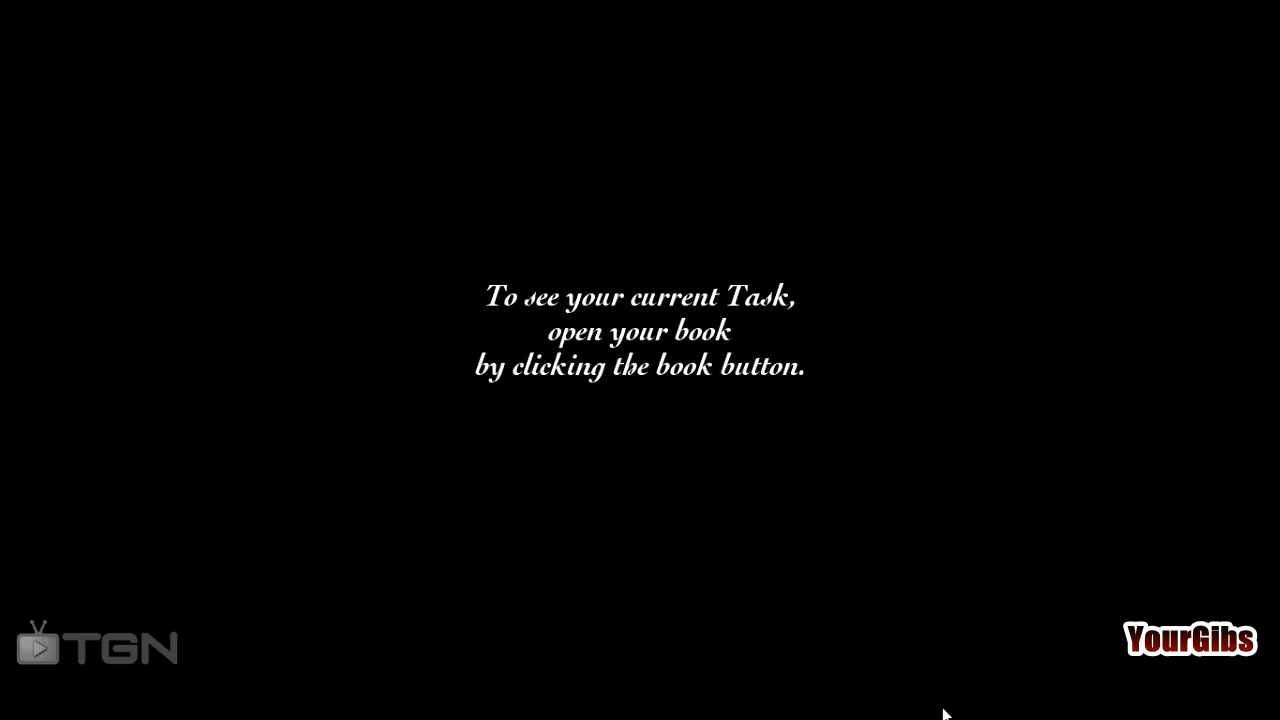 To see your current Task,
open your book
by clicking the book button.
TGN
YourGibs